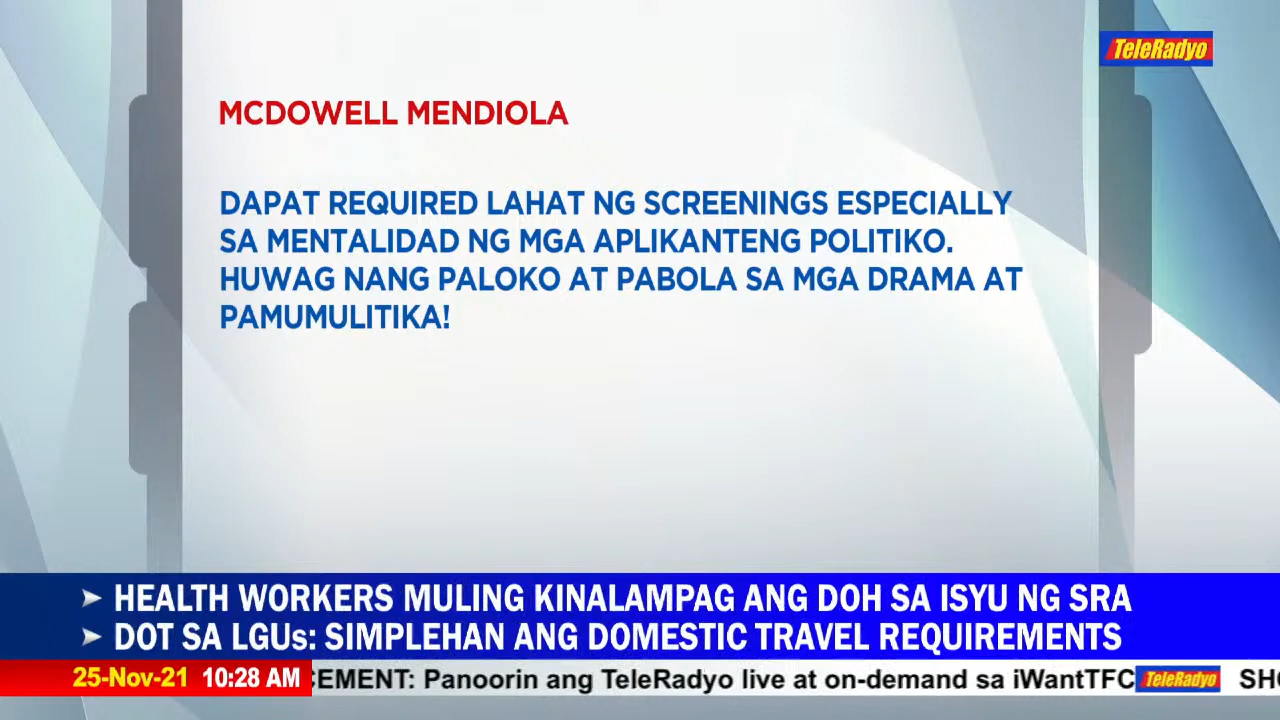 TeleRadyo
MCDOWELL MENDIOLA
DAPAT REQUIRED LAHAT NG SCREENINGS ESPECIALLY
SA MENTALIDAD NG MGA APLIKANTENG POLITIKO.
HUWAG NANG PALOKO AT PABOLA SA MGA DRAMA AT
PAMUMULITIKA!
HEALTH WORKERS MULING KINALAMPAG ANG DOH SA ISYU NG SRA
DOT SA LGUs: SIMPLEHAN ANG DOMESTIC TRAVEL REQUIREMENTS
25-Nov-21 10:28 AM CEMENT: Panoorin ang TeleRadyo live at on-demand sa iWantTFC TeleRadyo SHO